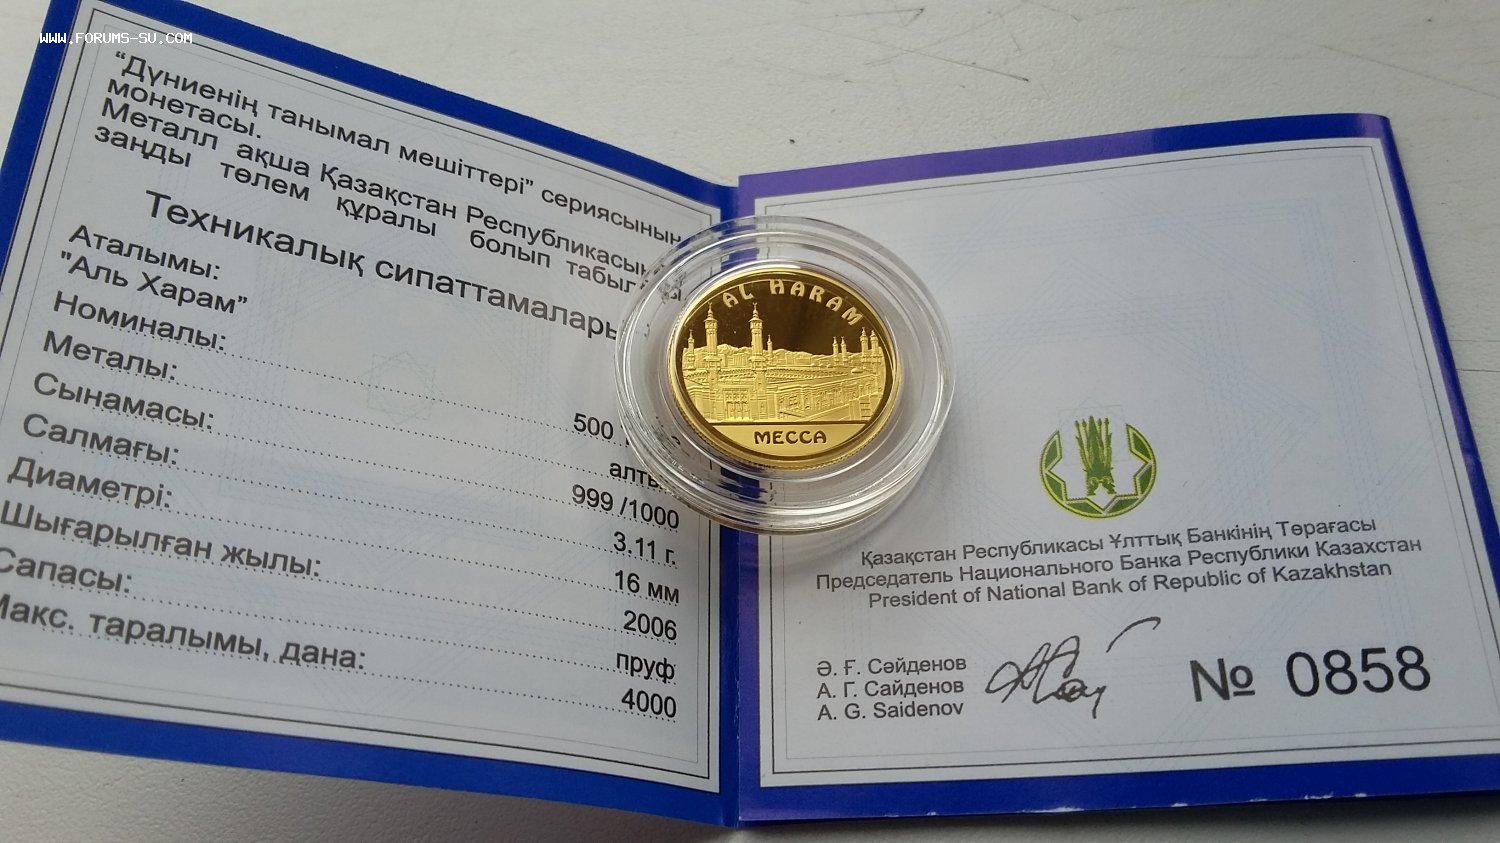 WWW.FORUMS-SU.COM
“Дүниенің танымал мешіттері” сериясының
монетасы.
Металл ақша Қазақстан Республикасының
заңды төлем құралы болып
Техникалық сипаттамалары
Аталымы:
"Аль Харам”
Номиналы: 500
Металы:
Сынамасы: 999 /1000
Салмағы: 3.11 г.
Диаметрі: 16 мм
Шығарылған жылы: 2006
Сапасы: пруф
Макс. таралымы, дана: 4000
AL HARAM
MECCA
Қазақстан Республикасы Ұлттық Банкінің Төрағасы
Председатель Национального Банка Республики Казахстан
President of National Bank of Republic of Kazakhstan
Ә. Ғ. Сәйденов
А. Г. Сайденов
A. G. Saidenov
№ 0858